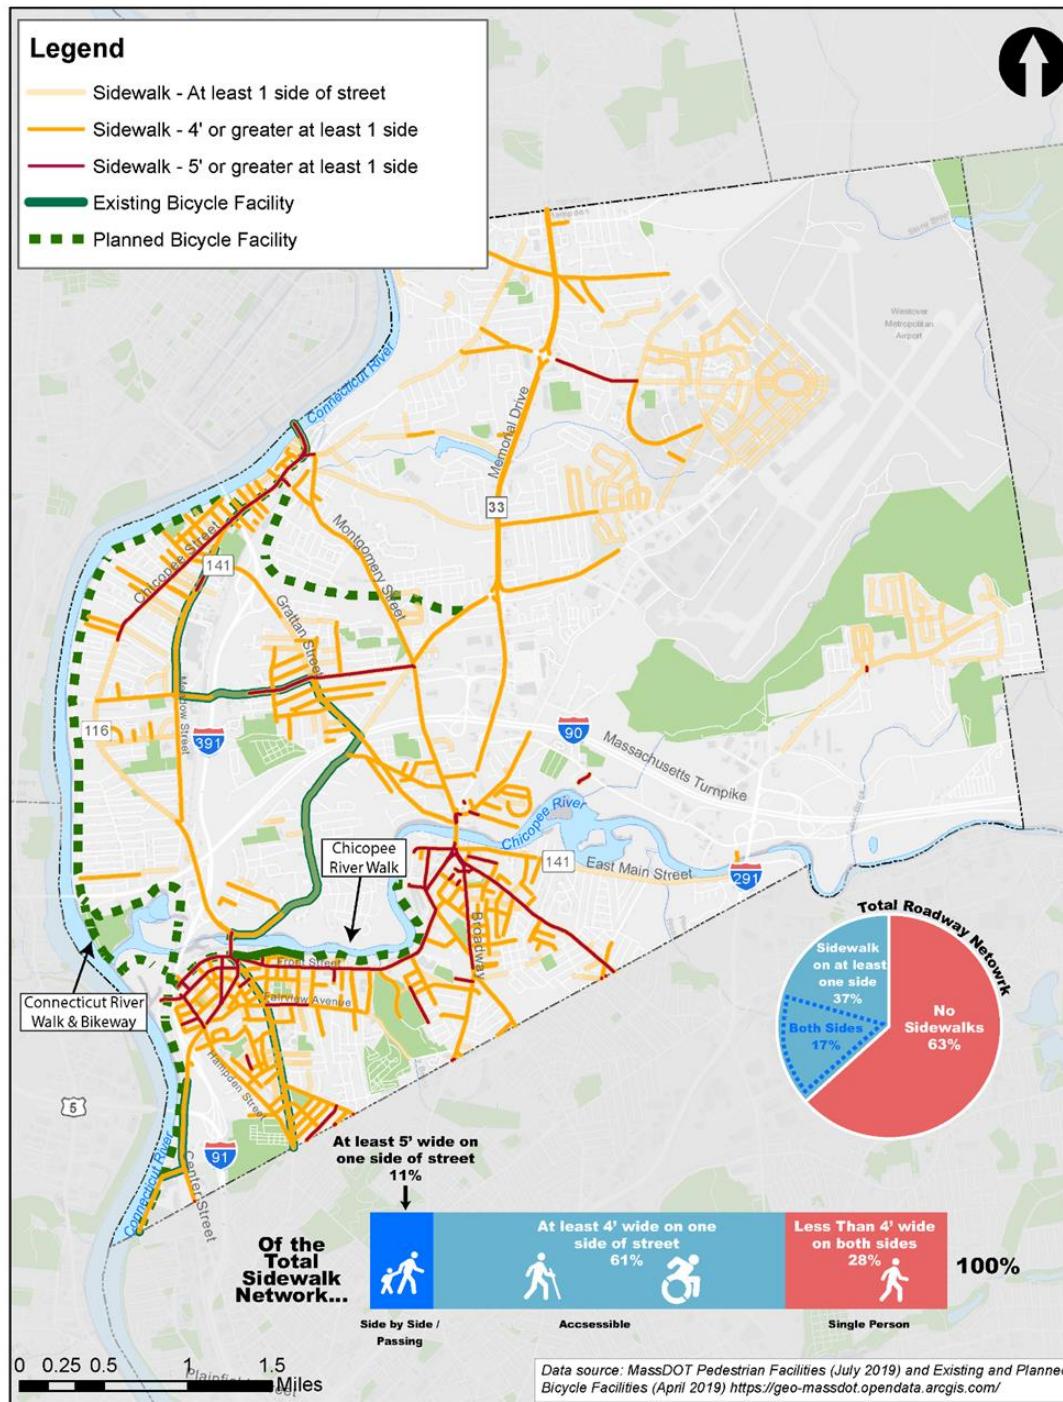 Legend
Sidewalk - At least 1 side of street
Sidewalk - 4' or greater at least 1 side
Sidewalk - 5' or greater at least 1 side
Existing Bicycle Facility
Planned Bicycle Facility
Westover
Metropolitan
Airport
Connecticut River
Memorial Drive
33
Chicopee Street
141
Montgomery Street
Grattan Street
Meadow Street
116
391
90
Massachusetts Turnpike
Chicopee River
Chicopee
River Walk
141
East Main Street
291
Broadway
Front Street
Fairview Avenue
Connecticut River
Walk & Bikeway
Hampden Street
5
91
Center Street
Connecticut River
Total Roadway Netowrk
Sidewalk
on at least
one side
37%
Both Sides
17%
No
Sidewalks
63%
At least 5' wide on
one side of street
11%
Of the
Total
Sidewalk
Network...
At least 4' wide on one
side of street
61%
Less Than 4' wide
on both sides
28%
100%
Side by Side /
Passing
Accsessible
Single Person
0 0.25 0.5 1 1.5
Miles
Data source: MassDOT Pedestrian Facilities (July 2019) and Existing and Planned
Bicycle Facilities (April 2019) https://geo-massdot.opendata.arcgis.com/